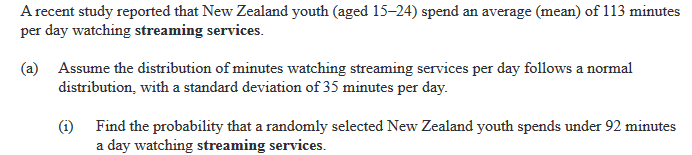 A recent study reported that New Zealand youth (aged 15–24) spend an average (mean) of 113 minutes
per day watching streaming services.
(a) Assume the distribution of minutes watching streaming services per day follows a normal
distribution, with a standard deviation of 35 minutes per day.
(i) Find the probability that a randomly selected New Zealand youth spends under 92 minutes
a day watching streaming services.